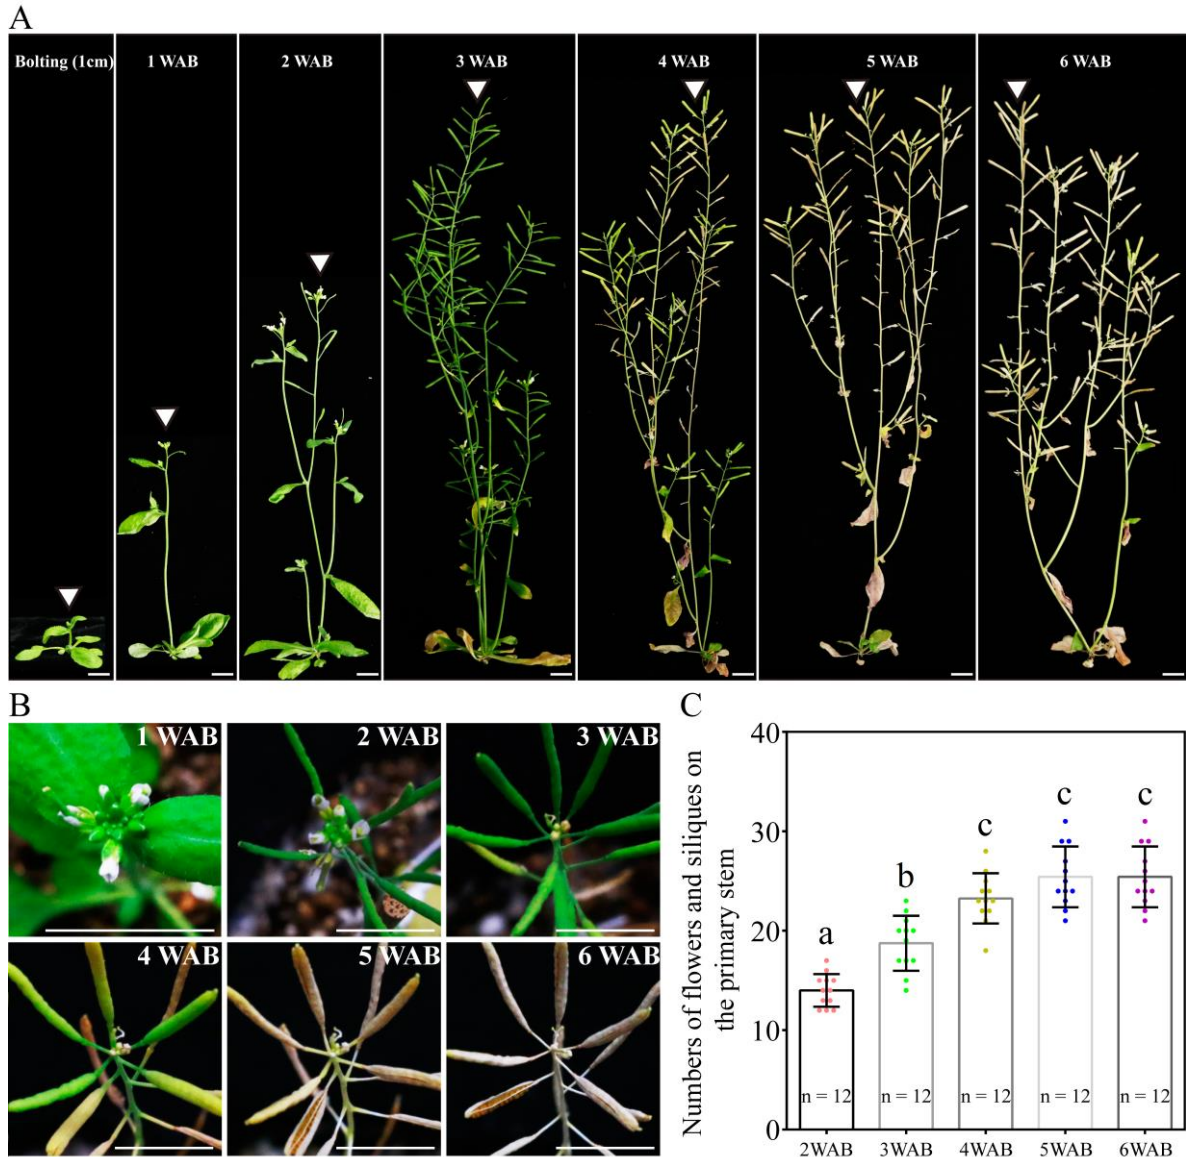 A
Bolting (1cm) 1 WAB 2 WAB 3 WAB 4 WAB 5 WAB 6 WAB
B
1 WAB 2 WAB 3 WAB
4 WAB 5 WAB 6 WAB
C
Numbers of flowers and siliques on
the primary stem
40
30
20
10
0
a
b
c
c
c
n = 12 n = 12 n = 12 n = 12 n = 12
2WAB 3WAB 4WAB 5WAB 6WAB